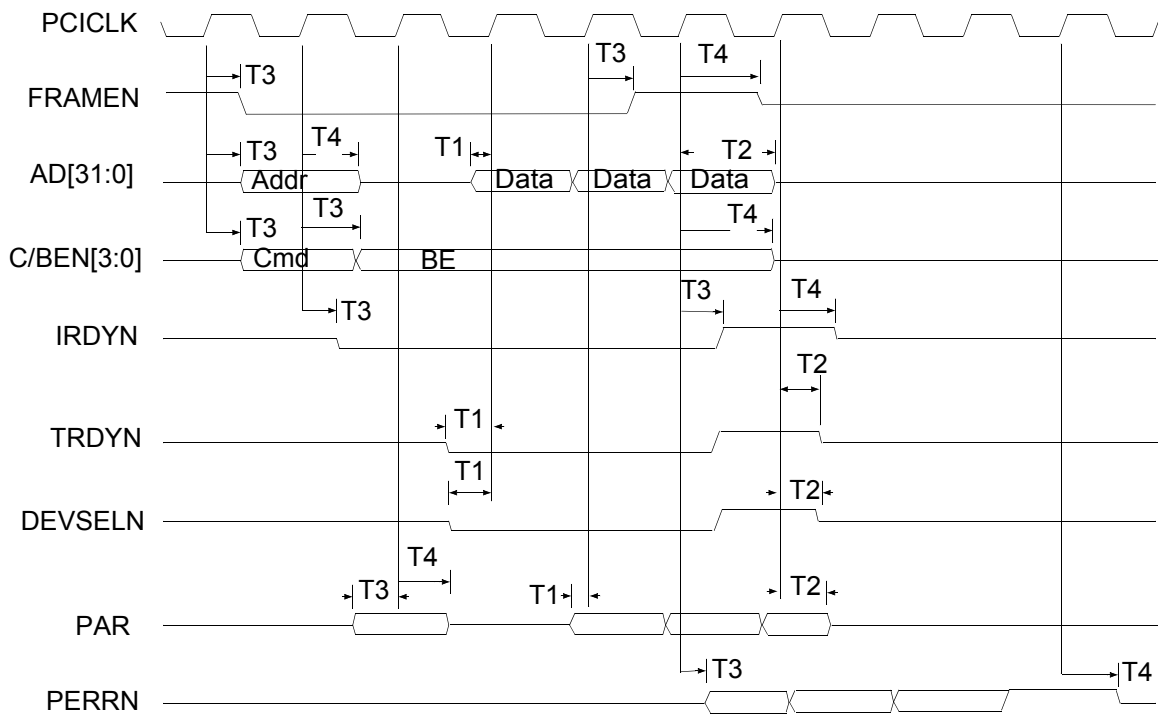 PCICLK
T3 T3 T4
FRAMEN
T3 T4 T1 T2
AD[31:0] Addr Data Data Data
T3 T3 T4
C/BEN[3:0] Cmd BE
T3 T3 T4
IRDYN
T2
T1
TRDYN
T1
T2
DEVSELN
T4
T3 T1 T2
PAR
T3 T4
PERRN